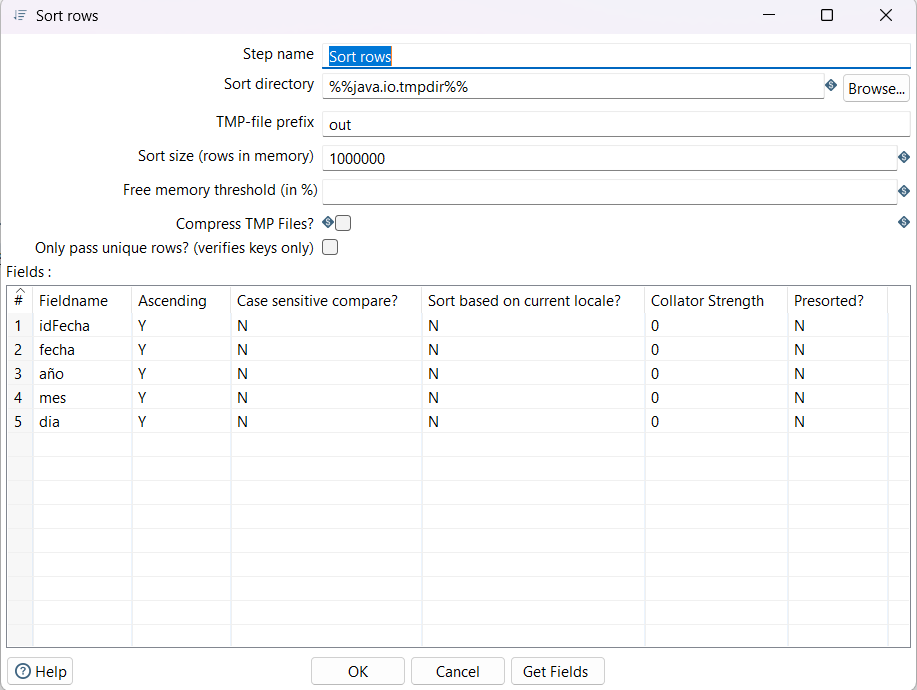 Sort rows
Step name Sort rows
Sort directory %%java.io.tmpdir%% Browse...
TMP-file prefix out
Sort size (rows in memory) 1000000
Free memory threshold (in %)
Compress TMP Files?
Only pass unique rows? (verifies keys only)
Fields :
# Fieldname Ascending Case sensitive compare? Sort based on current locale? Collator Strength Presorted?
1 idFecha Y N N 0 N
2 fecha Y N N 0 N
3 año Y N N 0 N
4 mes Y N N 0 N
5 dia Y N N 0 N
Help OK Cancel Get Fields